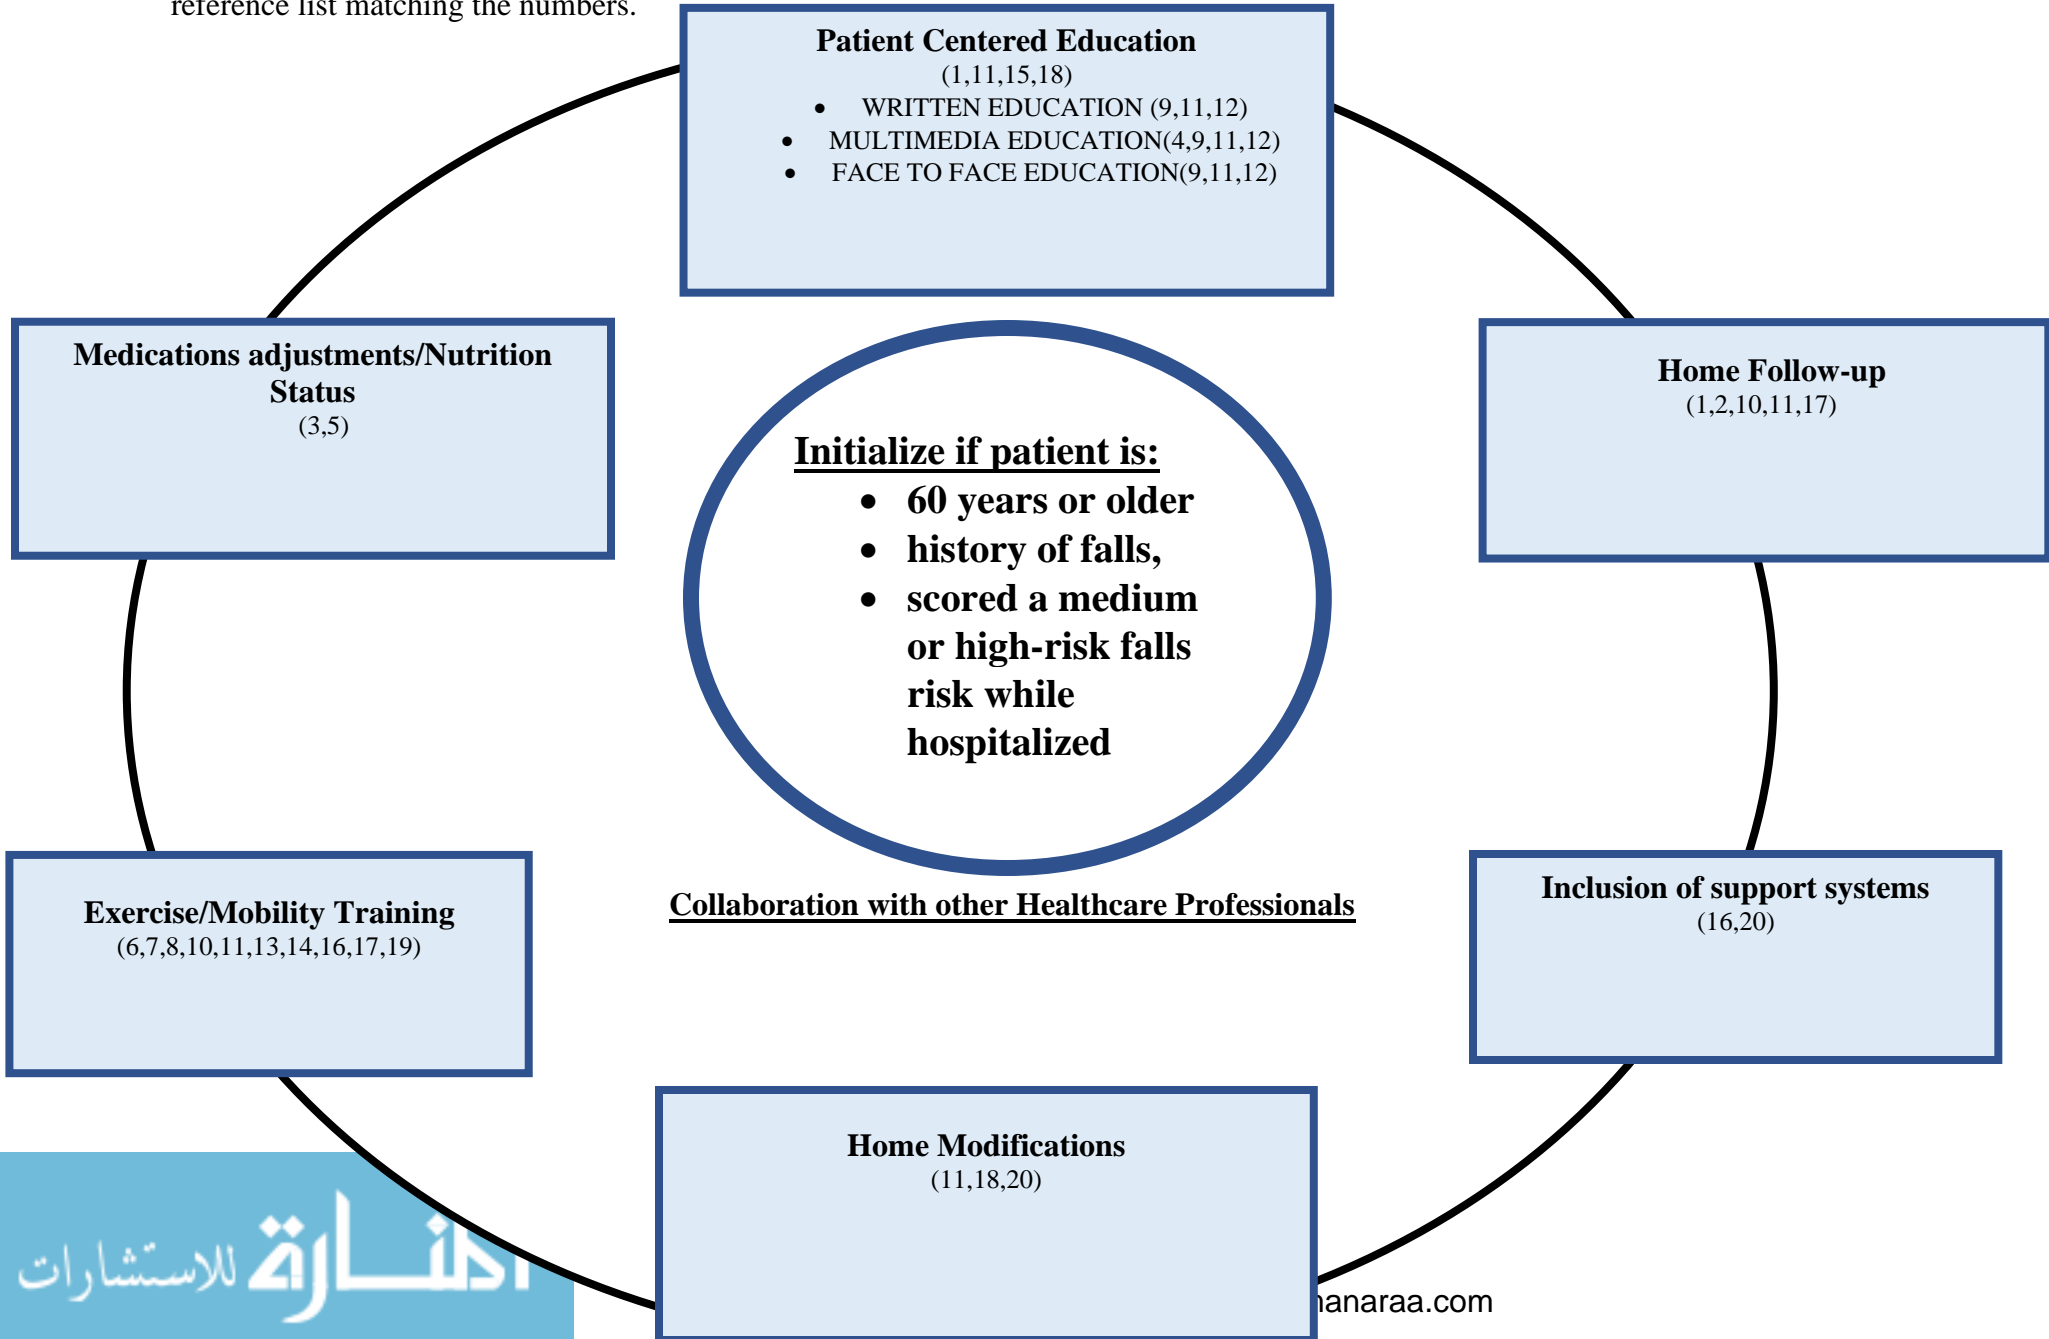 reference list matching the numbers.
Patient Centered Education
(1,11,15,18)
• WRITTEN EDUCATION (9,11,12)
• MULTIMEDIA EDUCATION(4,9,11,12)
• FACE TO FACE EDUCATION(9,11,12)
Medications adjustments/Nutrition
Status
(3,5)
Home Follow-up
(1,2,10,11,17)
Initialize if patient is:
• 60 years or older
• history of falls,
• scored a medium
or high-risk falls
risk while
hospitalized
Collaboration with other Healthcare Professionals
Exercise/Mobility Training
(6,7,8,10,11,13,14,16,17,19)
Inclusion of support systems
(16,20)
Home Modifications
(11,18,20)
المنارة للاستشارات
anaraa.com